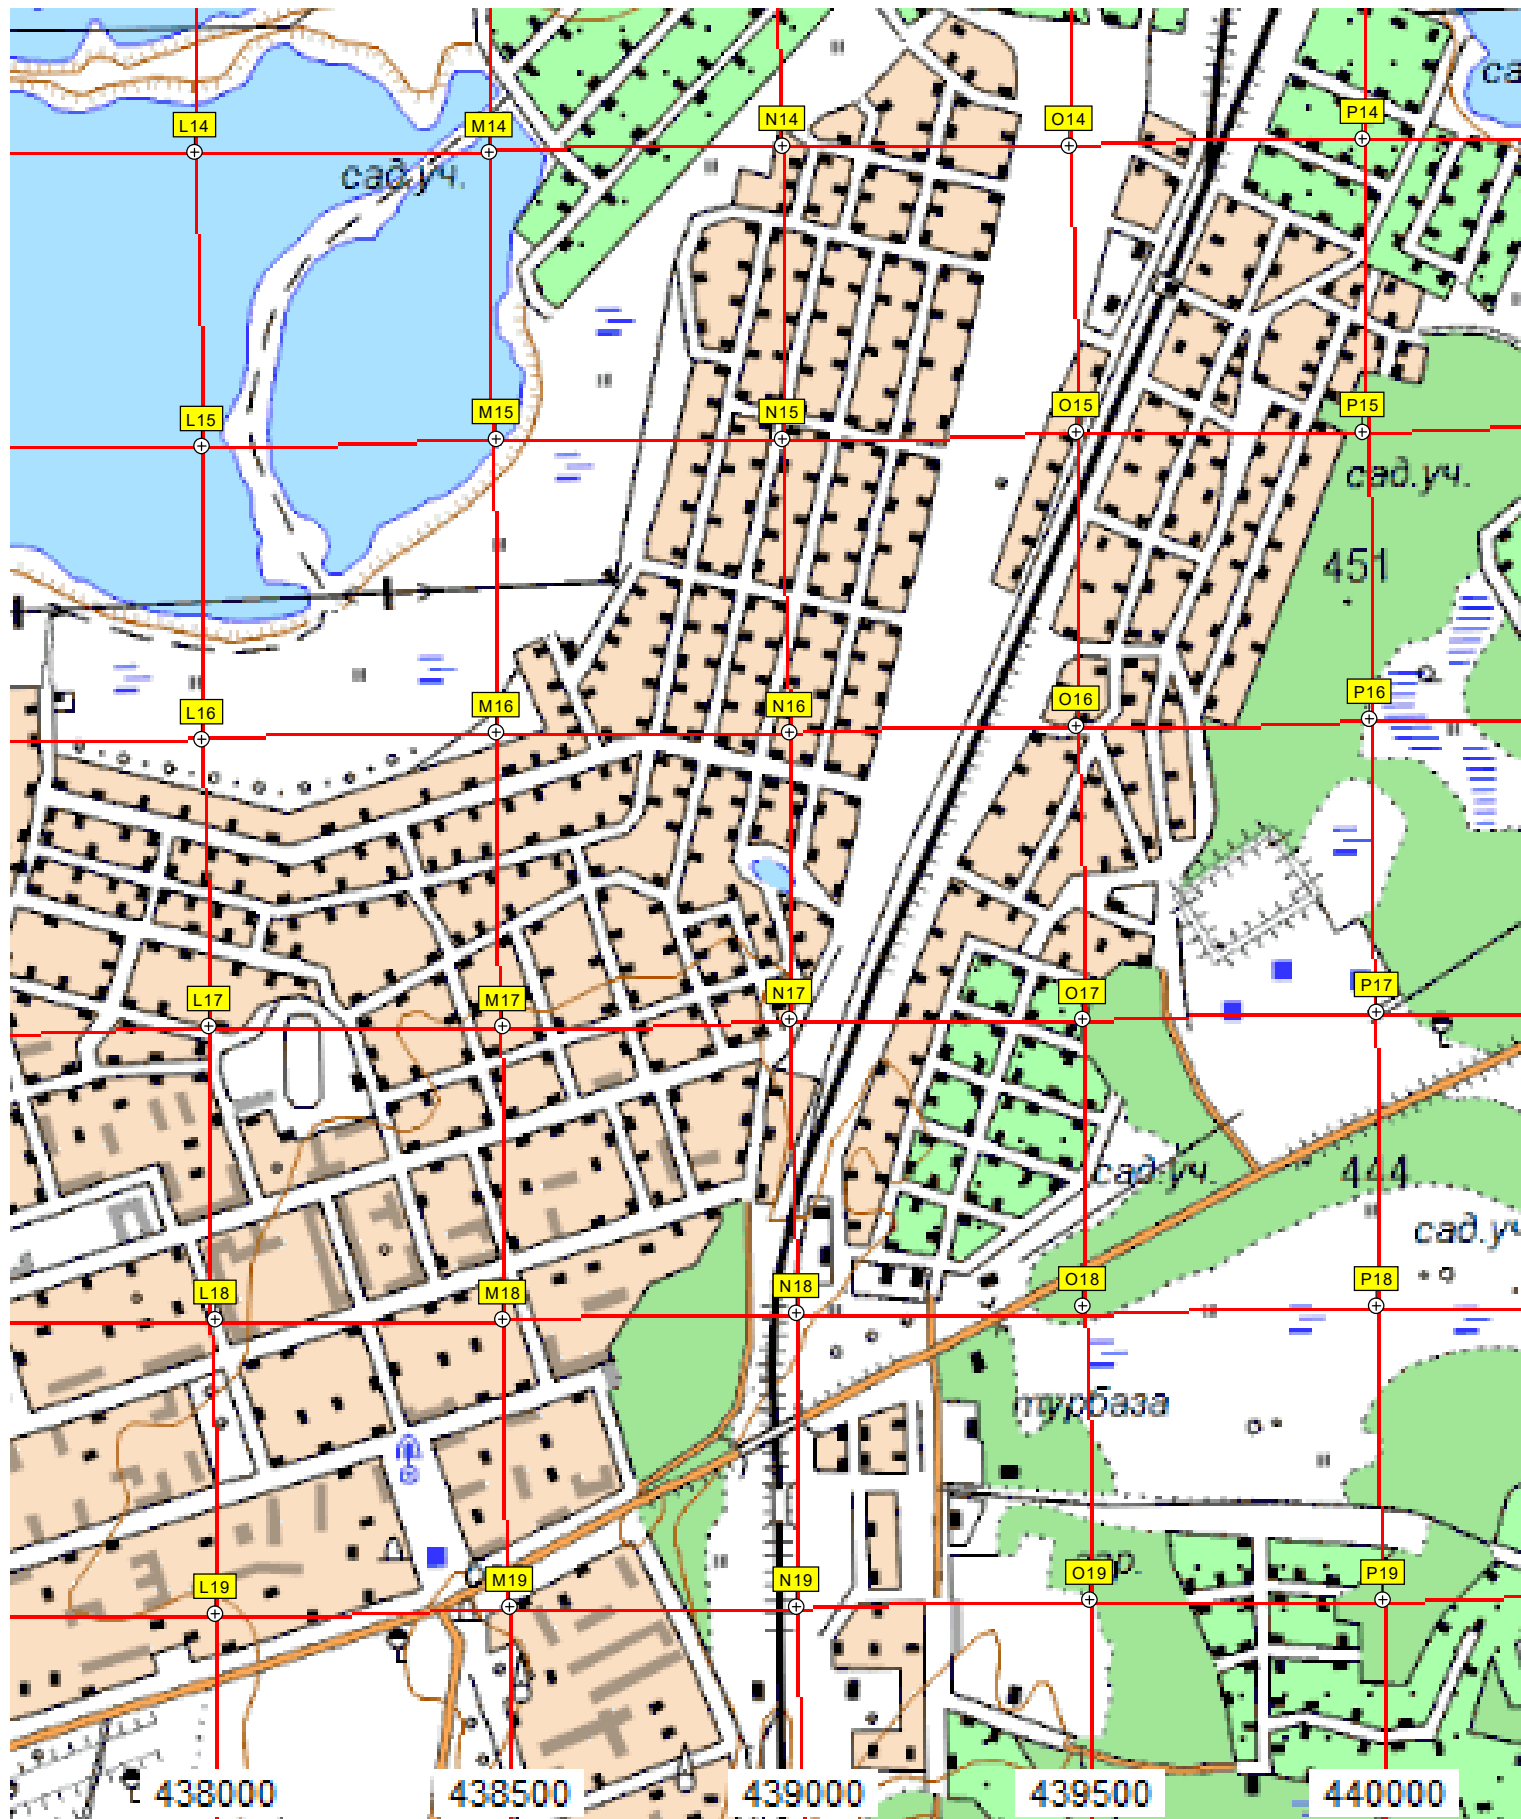 са
L14 M14 N14 O14 P14
сад.уч.
L15 M15 N15 O15 P15
сад.уч.
451
L16 M16 N16 O16 P16
L17 M17 N17 O17 P17
сад.уч. 444
сад.уч
L18 M18 N18 O18 P18
турбаза
L19 M19 N19 O19 P19
438000 438500 439000 439500 440000